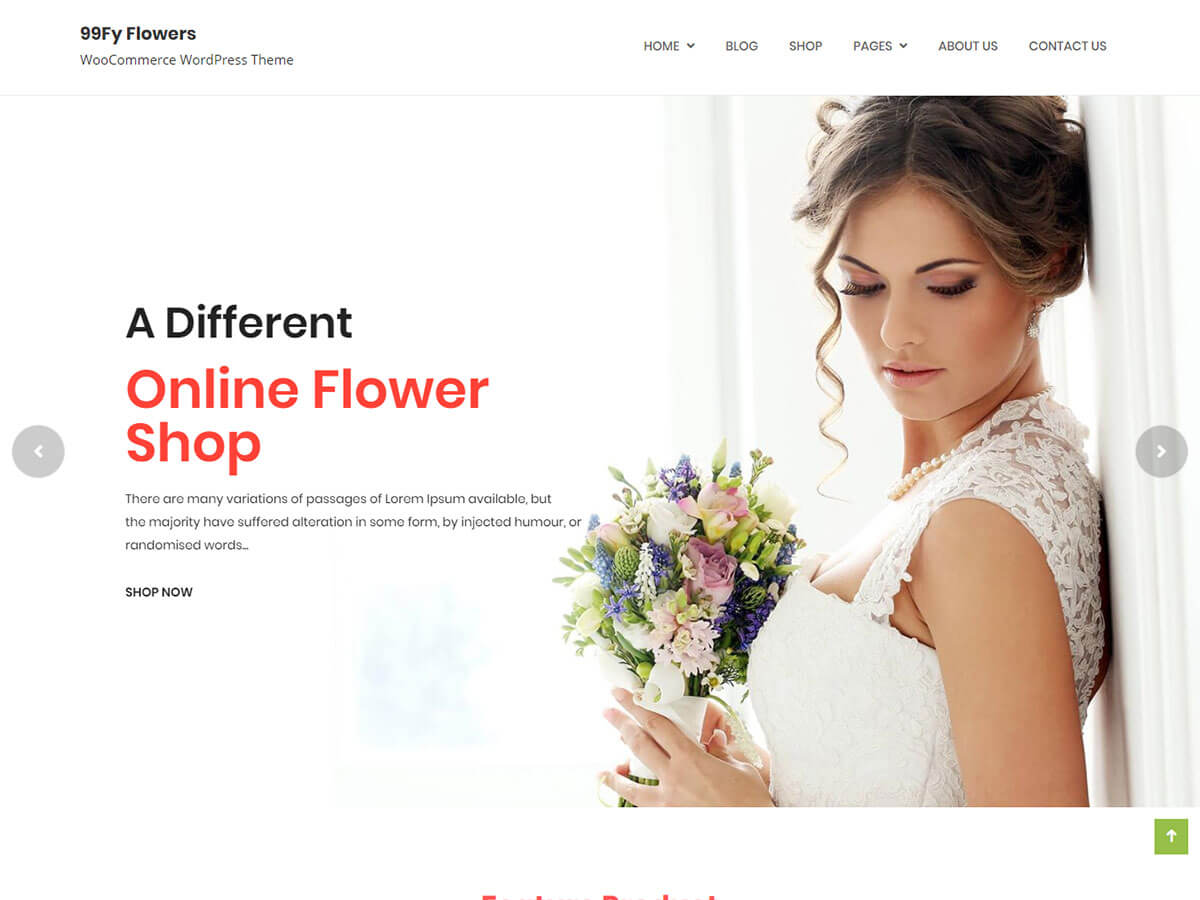 99Fy Flowers
WooCommerce WordPress Theme
HOME
BLOG
SHOP
PAGES
ABOUT US
CONTACT US
A Different
Online Flower
Shop
There are many variations of passages of Lorem Ipsum available, but
the majority have suffered alteration in some form, by injected humour, or
randomised words...
SHOP NOW
Feature Product